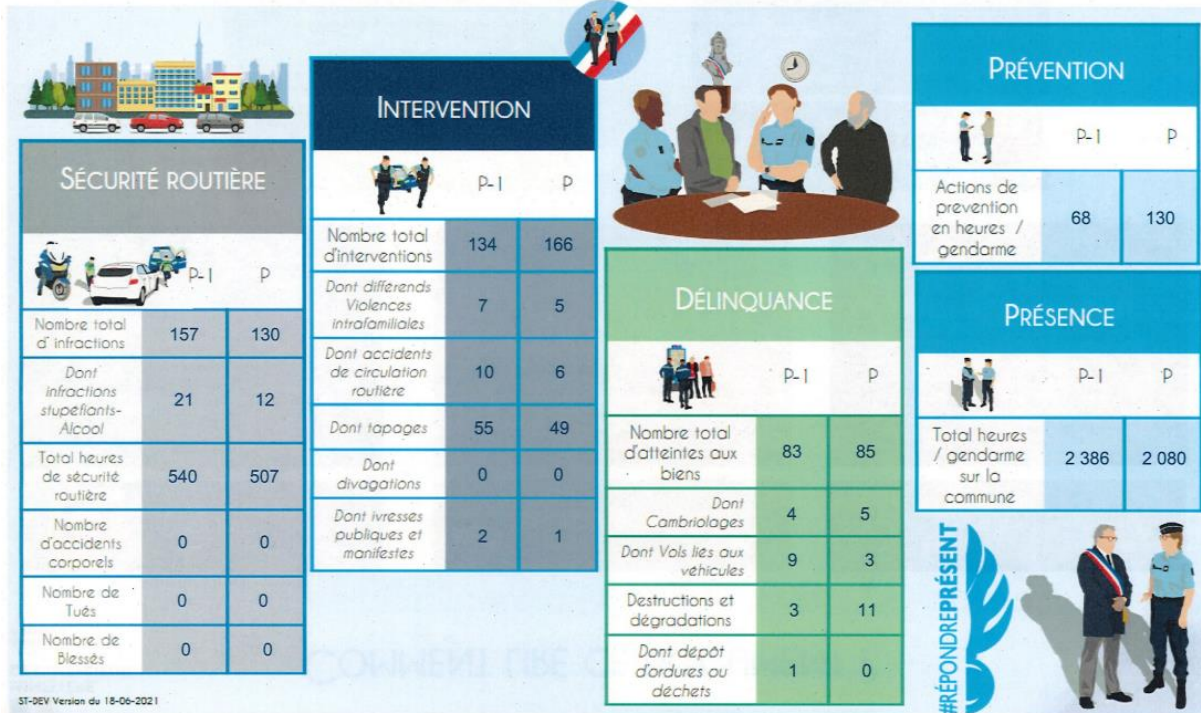 SÉCURITÉ ROUTIÈRE
P-1 P
Nombre total
d' infractions
157 130
Dont
infractions
stupéfiants-
Alcool
21 12
Total heures
de sécurité
routière
540 507
Nombre
d'accidents
corporels
0 0
Nombre de
Tués
0 0
Nombre de
Blessés
0 0
ST-DEV Version du 18-06-2021
INTERVENTION
P-1 P
Nombre total
d'interventions
134 166
Dont différends
Violences
intrafamiliales
7 5
Dont accidents
de circulation
routière
10 6
Dont tapages
55 49
Dont
divagations
0 0
Dont ivresses
publiques et
manifestes
2 1
DÉLINQUANCE
P-1 P
Nombre total
d'atteintes aux
biens
83 85
Dont
Cambriolages
4 5
Dont Vols liés aux
véhicules
9 3
Destructions et
dégradations
3 11
Dont dépôt
d'ordures ou
déchets
1 0
PRÉVENTION
P-1 P
Actions de
prevention
en heures /
gendarme
68 130
PRÉSENCE
P-1 P
Total heures
/ gendarme
sur la
commune
2 386 2 080
#RÉPONDREPRÉSENT